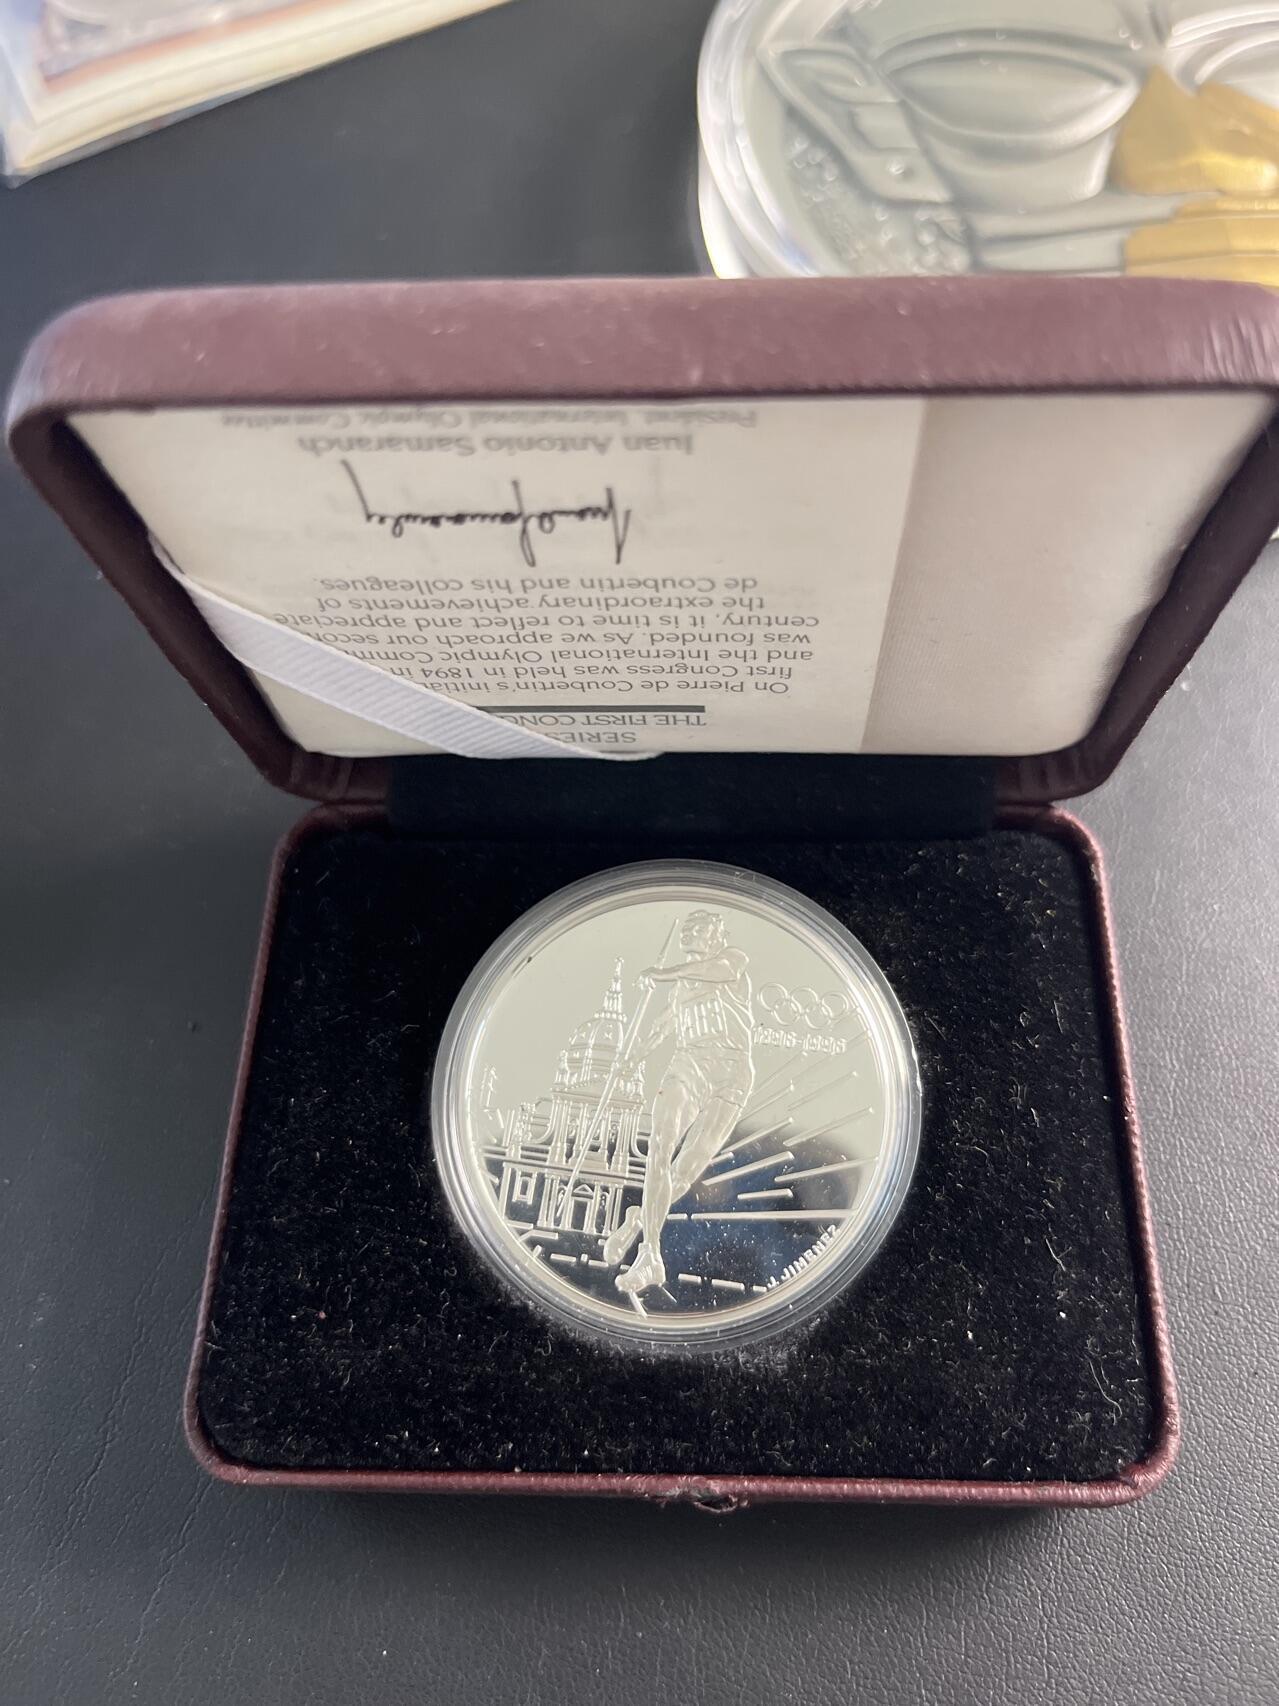 SERIES
THE FIRST CONG
On Pierre de Coubertin's initia
first Congress was held in 1894 in
and the International Olympic Comm
was founded. As we approach our secon
century, it is time to reflect and appreciate
the extraordinary achievements of
de Coubertin and his colleagues.
Juan Antonio Samaranch
President, International Olympic Committee
1896-1996
J. JIMENEZ